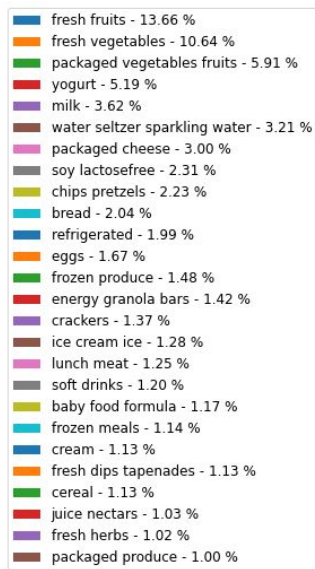 fresh fruits - 13.66 %
fresh vegetables - 10.64 %
packaged vegetables fruits - 5.91 %
yogurt - 5.19 %
milk - 3.62 %
water seltzer sparkling water - 3.21 %
packaged cheese - 3.00 %
soy lactosefree - 2.31 %
chips pretzels - 2.23 %
bread - 2.04 %
refrigerated - 1.99 %
eggs - 1.67 %
frozen produce - 1.48 %
energy granola bars - 1.42 %
crackers - 1.37 %
ice cream ice - 1.28 %
lunch meat - 1.25 %
soft drinks - 1.20 %
baby food formula - 1.17 %
frozen meals - 1.14 %
cream - 1.13 %
fresh dips tapenades - 1.13 %
cereal - 1.13 %
juice nectars - 1.03 %
fresh herbs - 1.02 %
packaged produce - 1.00 %